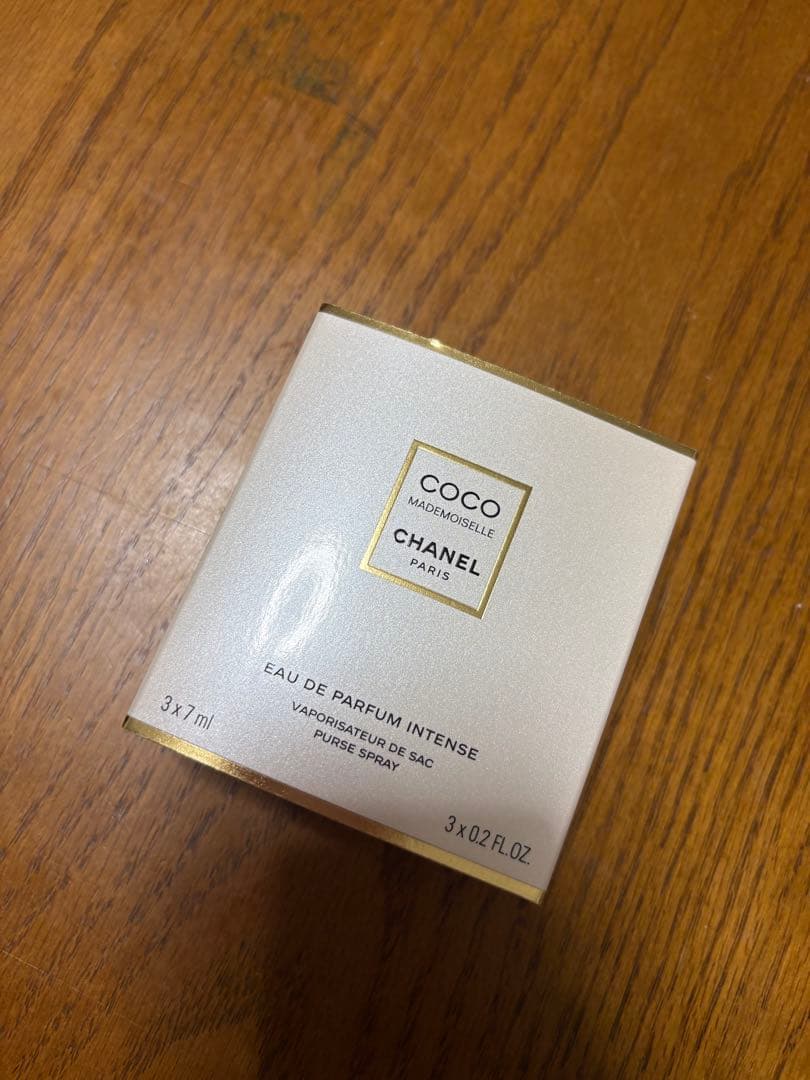 COCO
MADEMOISELLE
CHANEL
PARIS
EAU DE PARFUM INTENSE
VAPORISATEUR DE SAC
PURSE SPRAY
3 x 7 ml
3 x 0.2 FL.OZ.